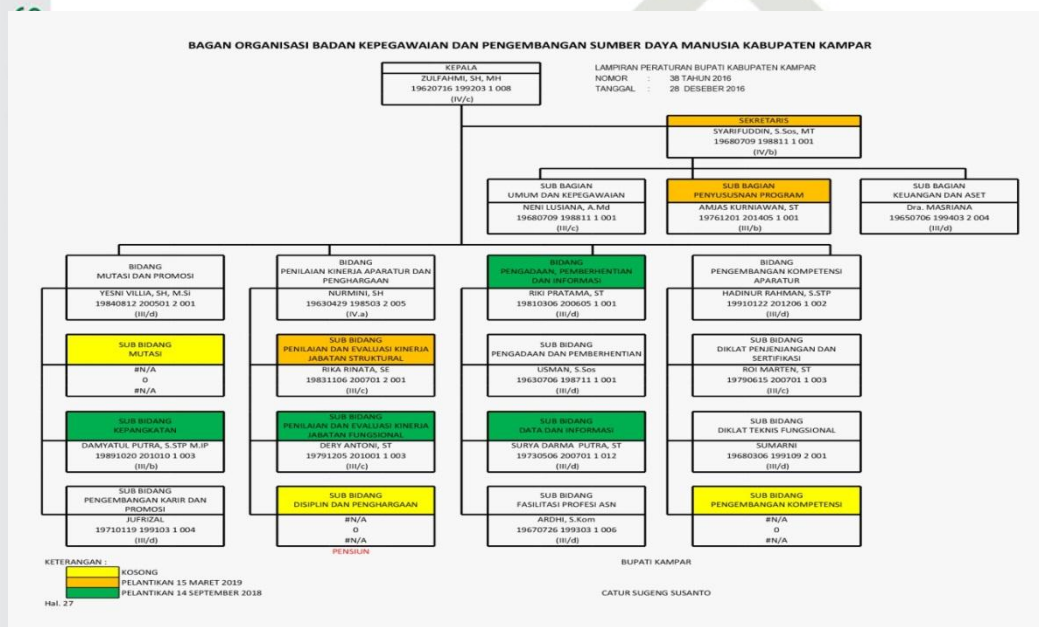 BAGAN ORGANISASI BADAN KEPEGAWAIAN DAN PENGEMBANGAN SUMBER DAYA MANUSIA KABUPATEN KAMPAR
KEPALA
ZULFAHMI, SH, MH
19620716 199203 1 008
(IV/c)
LAMPIRAN PERATURAN BUPATI KABUPATEN KAMPAR
NOMOR : 38 TAHUN 2016
TANGGAL : 28 DESEBER 2016
SEKRETARIS
SYARIFUDDIN, S.Sos, MT
19680709 198811 1 001
(IV/b)
SUB BAGIAN
UMUM DAN KEPEGAWAIAN
NENI LUSIANA, A.Md
19680709 198811 1 001
(III/c)
SUB BAGIAN
PENYUSUSNAN PROGRAM
AMJAS KURNIAWAN, ST
19761201 201405 1 001
(III/b)
SUB BAGIAN
KEUANGAN DAN ASET
Dra. MASRIANA
19650706 199403 2 004
(III/d)
BIDANG
MUTASI DAN PROMOSI
YESNI VILLIA, SH, M.Si
19840812 200501 2 001
(III/d)
BIDANG
PENILAIAN KINERJA APARATUR DAN
PENGHARGAAN
NURMINI, SH
19630429 198503 2 005
(IV.a)
BIDANG
PENGADAAN, PEMBERHENTIAN
DAN INFORMASI
RIKI PRATAMA, ST
19810306 200605 1 001
(III/d)
BIDANG
PENGEMBANGAN KOMPETENSI
APARATUR
HADINUR RAHMAN, S.STP
19910122 201206 1 002
(III/d)
SUB BIDANG
MUTASI
#N/A
0
#N/A
SUB BIDANG
PENILAIAN DAN EVALUASI KINERJA
JABATAN STRUKTURAL
RIKA RINATA, SE
19831106 200701 2 001
(III/c)
SUB BIDANG
PENGADAAN DAN PEMBERHENTIAN
USMAN, S.Sos
19630706 198711 1 001
(III/d)
SUB BIDANG
DIKLAT PENJENJANGAN DAN
SERTIFIKASI
ROI MARTEN, ST
19790615 200701 1 003
(III/c)
SUB BIDANG
KEPANGKATAN
DAMYATUL PUTRA, S.STP M.IP
19891020 201010 1 003
(III/b)
SUB BIDANG
PENILAIAN DAN EVALUASI KINERJA
JABATAN FUNGSIONAL
DERY ANTONI, ST
19791205 201001 1 003
(III/c)
SUB BIDANG
DATA DAN INFORMASI
SURYA DARMA PUTRA, ST
19730506 200701 1 012
(III/d)
SUB BIDANG
DIKLAT TEKNIS FUNGSIONAL
SUMARNI
19680306 199109 2 001
(III/d)
SUB BIDANG
PENGEMBANGAN KARIR DAN
PROMOSI
JUFRIZAL
19710119 199103 1 004
(III/d)
SUB BIDANG
DISIPLIN DAN PENGHARGAAN
#N/A
0
#N/A
PENSIUN
SUB BIDANG
FASILITASI PROFESI ASN
ARDHI, S.Kom
19670726 199303 1 006
(III/d)
SUB BIDANG
PENGEMBANGAN KOMPETENSI
#N/A
0
#N/A
KETERANGAN :
KOSONG
PELANTIKAN 15 MARET 2019
PELANTIKAN 14 SEPTEMBER 2018
BUPATI KAMPAR
CATUR SUGENG SUSANTO
Hal. 27